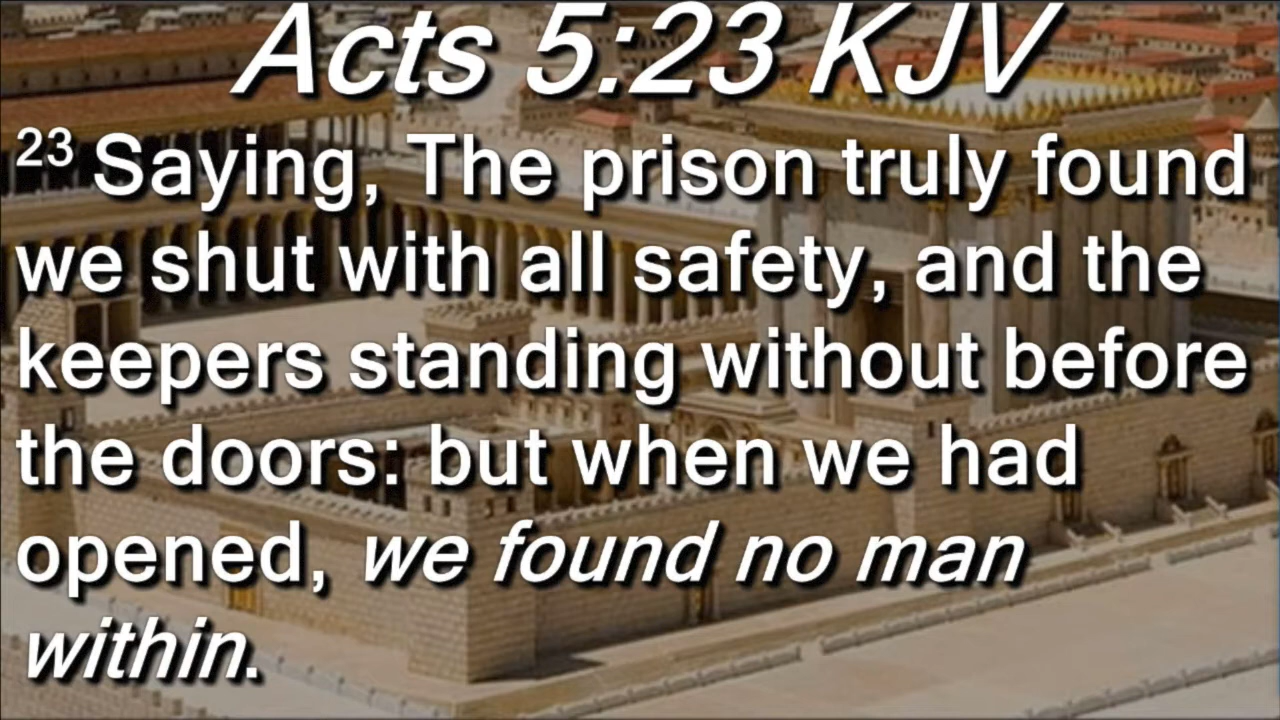 Acts 5:23 KJV
23 Saying, The prison truly found
we shut with all safety, and the
keepers standing without before
the doors: but when we had
opened, we found no man
within.